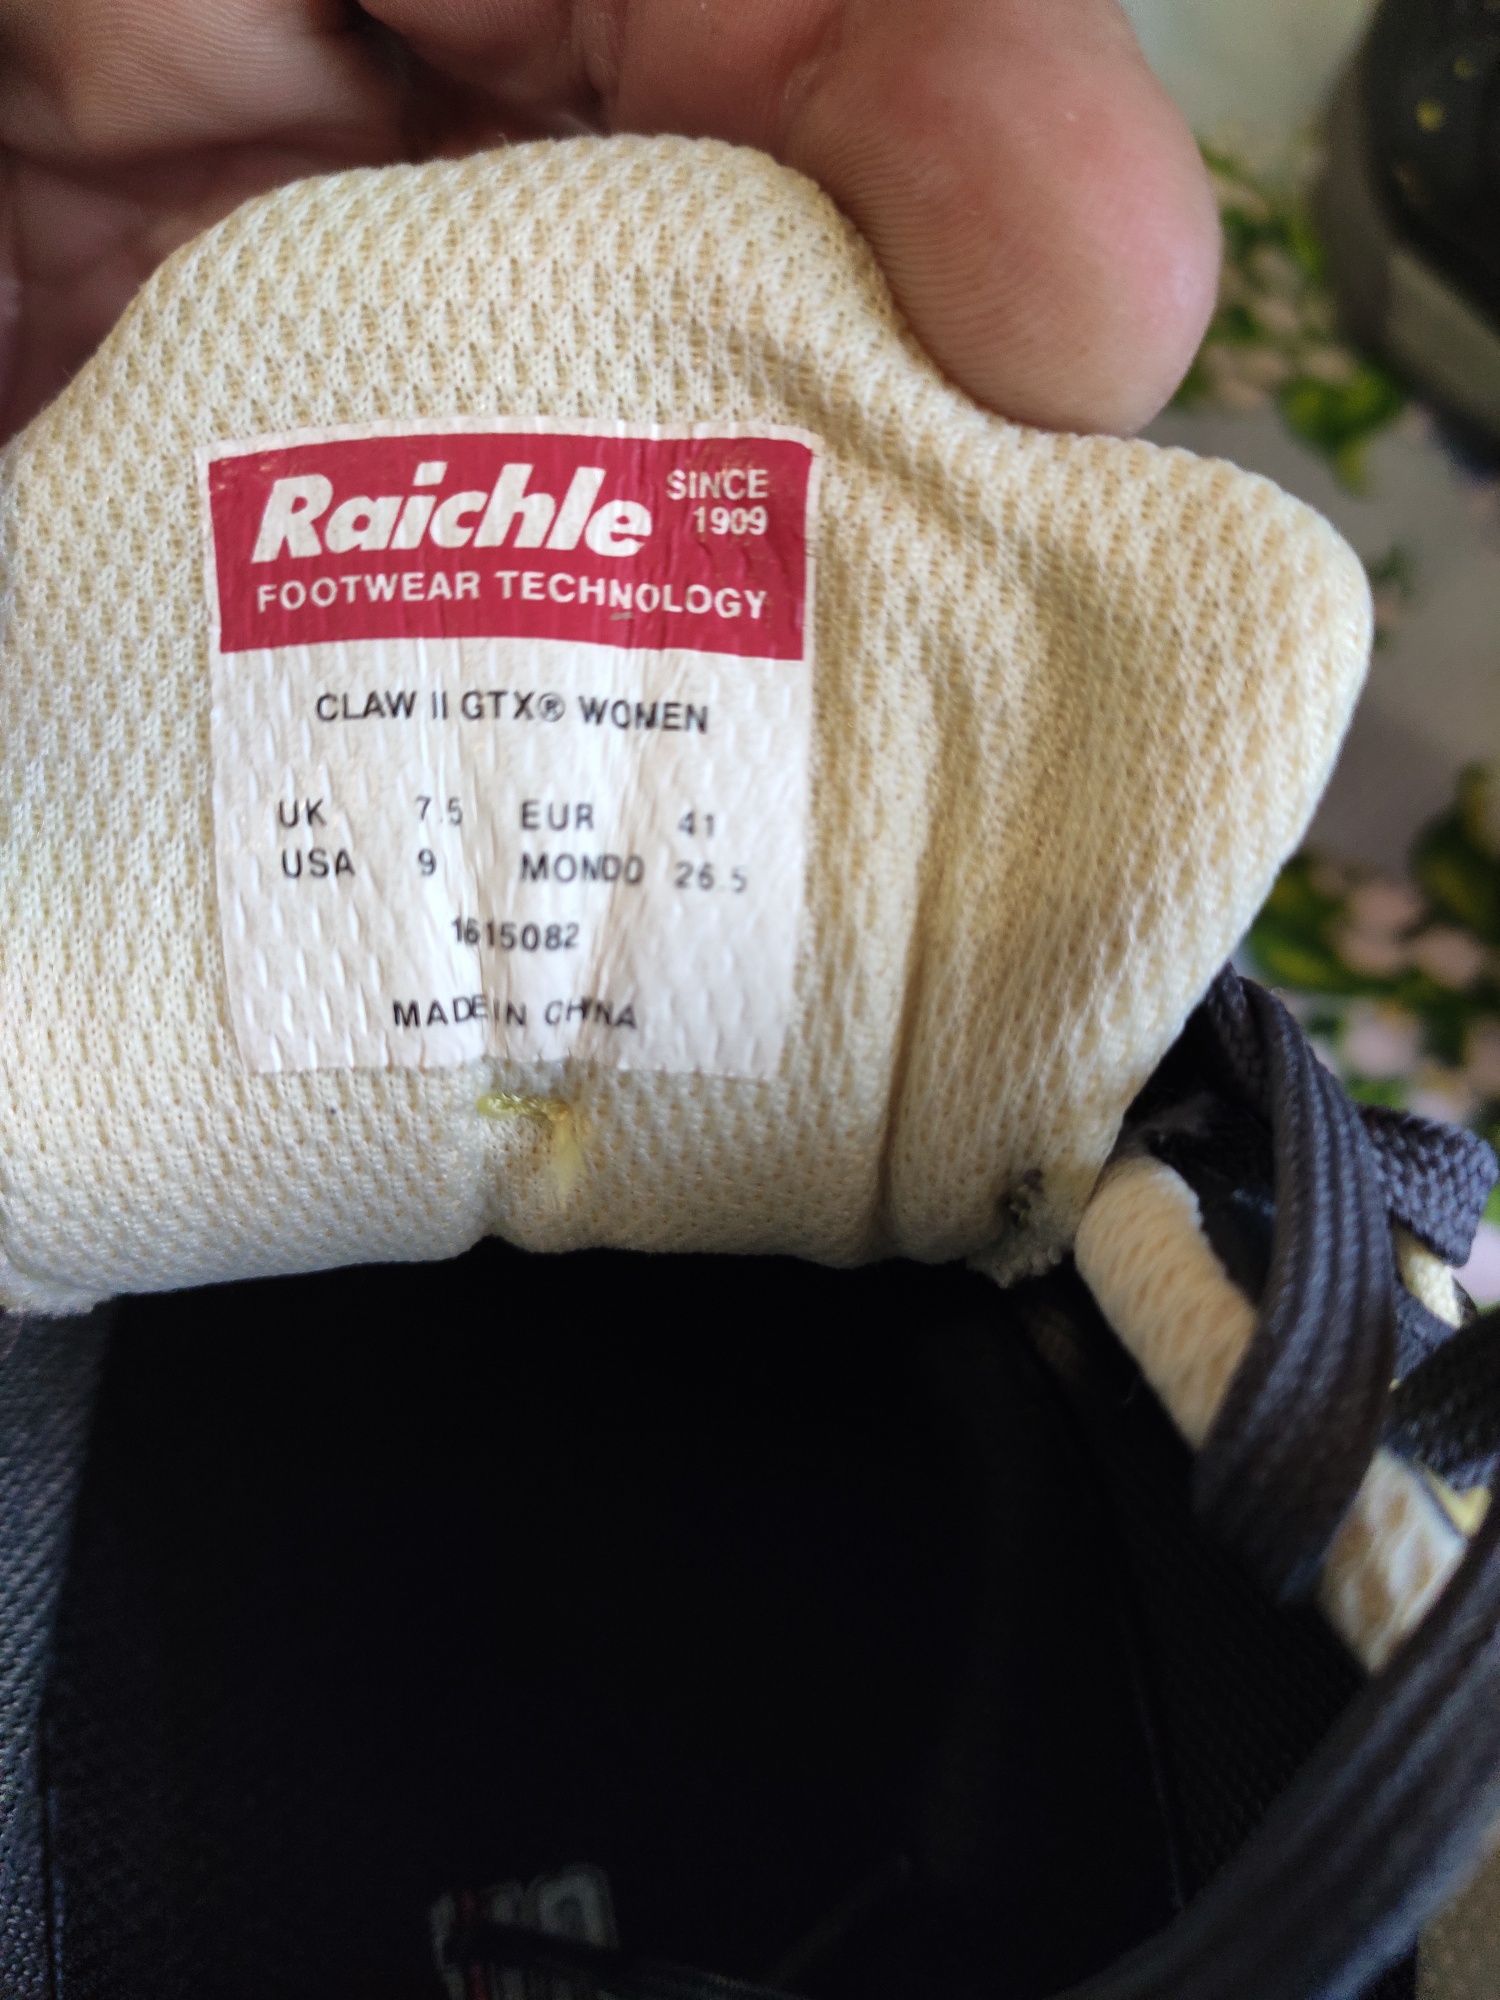 Raichle SINCE 1909
FOOTWEAR TECHNOLOGY
CLAW II GTX® WOMEN
UK 7.5 EUR 41
USA 9 MONDO 26.5
1615082
MADE IN CHINA